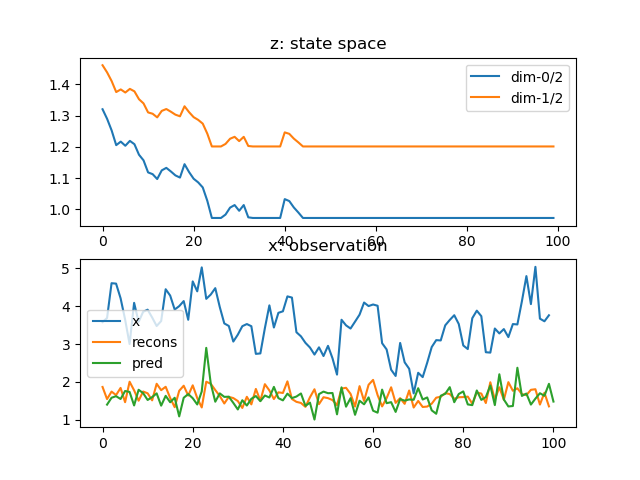 z: state space
1.4
1.3
1.2
1.1
1.0
dim-0/2
dim-1/2
0 20 40 60 80 100
x: observation
5
4
3
2
1
x
recons
pred
0 20 40 60 80 100